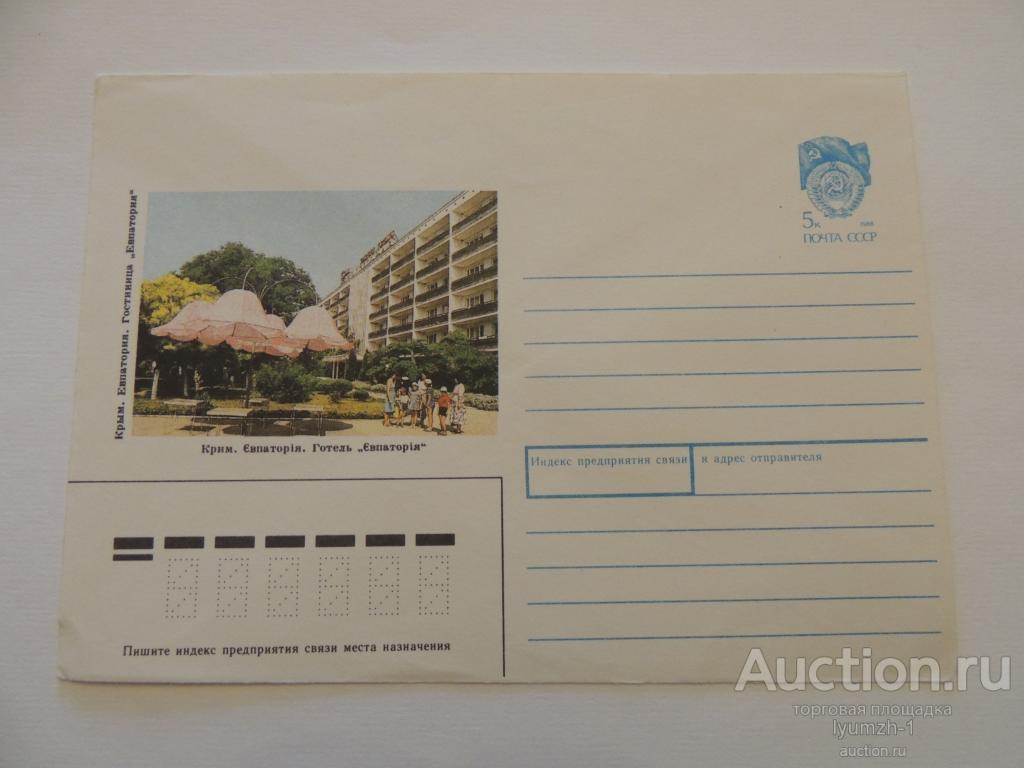 5к 1988
ПОЧТА СССР
Крым. Евпатория. Гостиница „Евпатория“
Крим. Євпаторія. Готель „Євпаторія“
Индекс предприятия связи и адрес отправителя
Пишите индекс предприятия связи места назначения
Auction.ru
торговая площадка
lyumzh-1
auction.ru